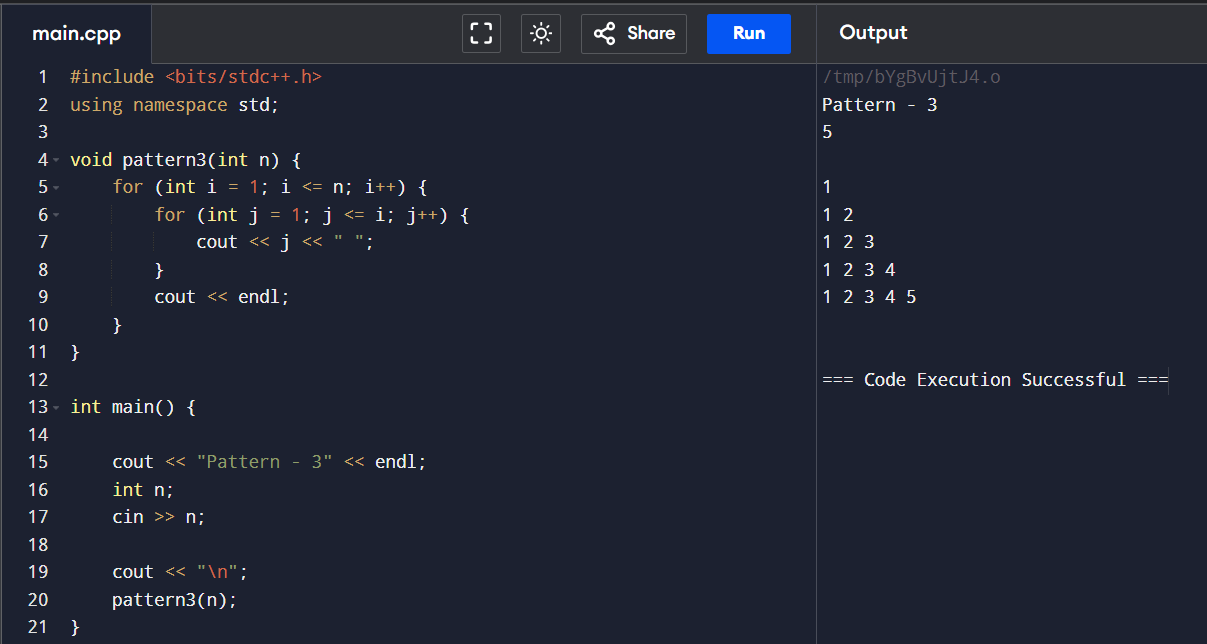 main.cpp
Share
Run
Output
1 #include <bits/stdc++.h>
2 using namespace std;
3
4 void pattern3(int n) {
5     for (int i = 1; i <= n; i++) {
6         for (int j = 1; j <= i; j++) {
7             cout << j << " ";
8         }
9         cout << endl;
10     }
11 }
12
13 int main() {
14
15     cout << "Pattern - 3" << endl;
16     int n;
17     cin >> n;
18
19     cout << "\n";
20     pattern3(n);
21 }
/tmp/bYgBvUjtJ4.o
Pattern - 3
5

1
1 2
1 2 3
1 2 3 4
1 2 3 4 5

=== Code Execution Successful ===